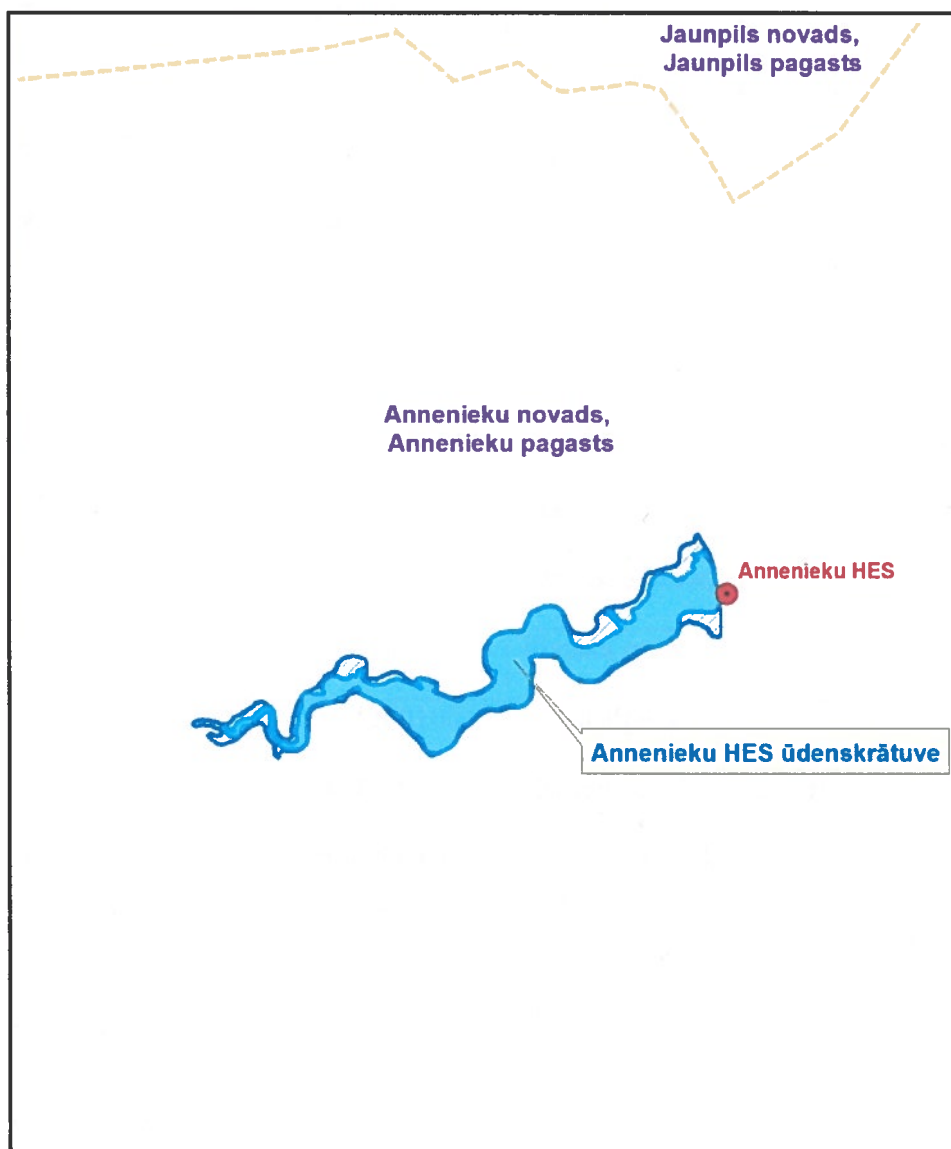 Jaunpils novads,
Jaunpils pagasts
Annenieku novads,
Annenieku pagasts
Annenieku HES
Annenieku HES ūdenskrātuve